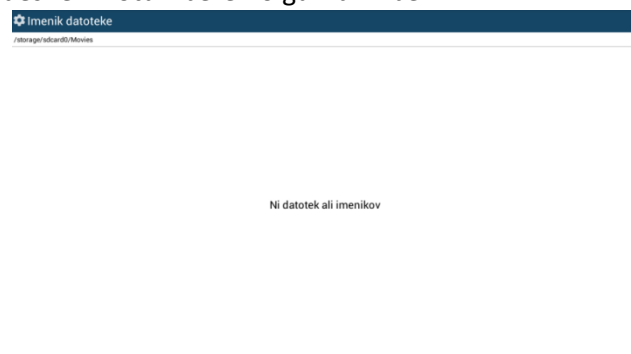 Imenik datoteke
/storage/sdcard0/Movies
Ni datotek ali imenikov